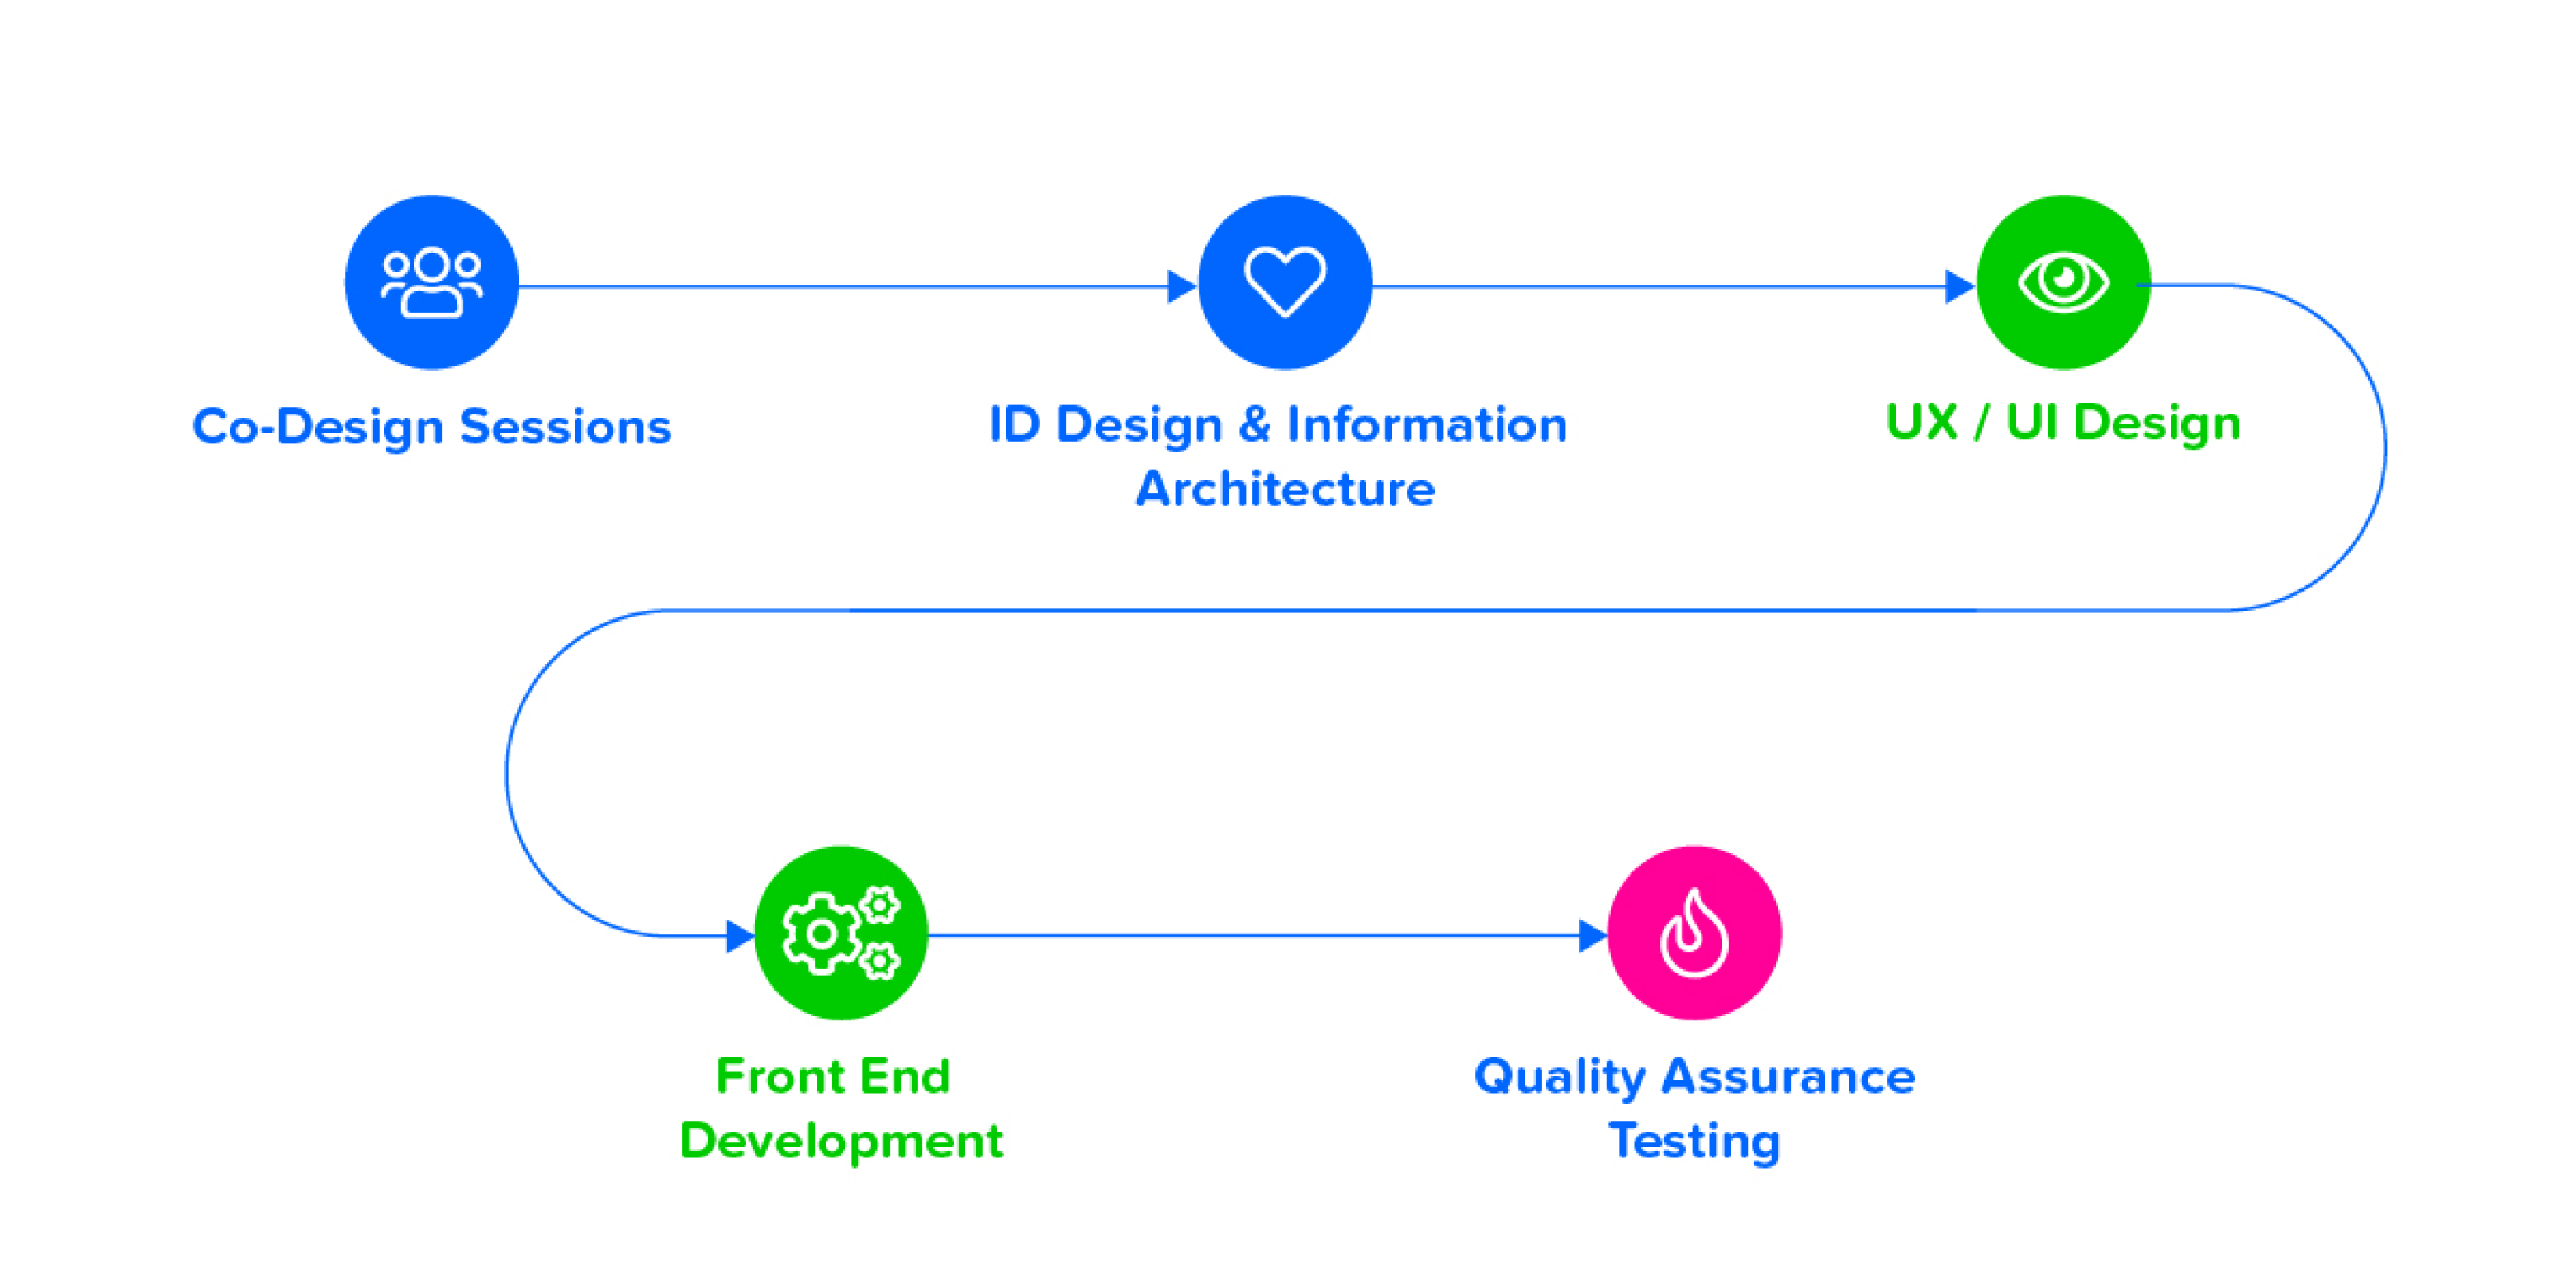 Co-Design Sessions
ID Design & Information
Architecture
UX / UI Design
Front End
Development
Quality Assurance
Testing